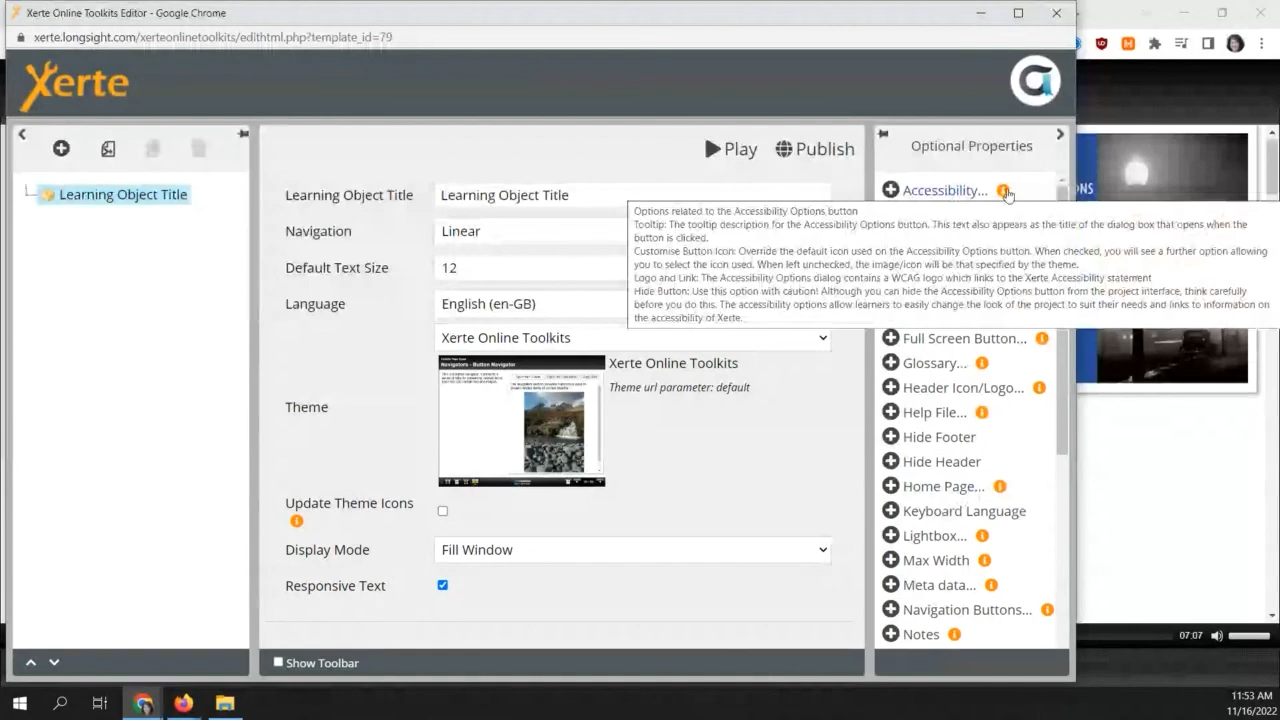 Xerte Online Toolkits Editor - Google Chrome
xerte.longsight.com/xerteonlinetoolkits/edithtml.php?template_id=79
Xerte
Play
Publish
Optional Properties
Learning Object Title
Learning Object Title
Learning Object Title
Accessibility...
ONS
Options related to the Accessibility Options button
Tooltip: The tooltip description for the Accessibility Options button. This text also appears as the title of the dialog box that opens when the
button is clicked.
Customise Button Icon: Override the default icon used on the Accessibility Options button. When checked, you will see a further option allowing
you to select the icon used. When left unchecked, the image/icon will be that specified by the theme.
Logo and Link: The Accessibility Options dialog contains a WCAG logo which links to the Xerte Accessibility statement
Hide Button: Use this option with caution! Although you can hide the Accessibility Options button from the project interface, think carefully
before you do this. The accessibility options allow learners to easily change the look of the project to suit their needs and links to information on
the accessibility of Xerte.
Navigation
Linear
Default Text Size
12
Language
English (en-GB)
Xerte Online Toolkits
Theme
Navigators - Button Navigator
Xerte Online Toolkits
Theme url parameter: default
Update Theme Icons
Display Mode
Fill Window
Responsive Text
Full Screen Button...
Glossary...
Header Icon/Logo...
Help File...
Hide Footer
Hide Header
Home Page...
Keyboard Language
Lightbox...
Max Width
Meta data...
Navigation Buttons...
Notes
07:07
Show Toolbar
11:53 AM
11/16/2022